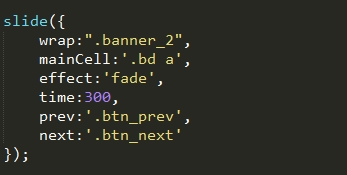 slide({
    wrap:".banner_2",
    mainCell:'.bd a',
    effect:'fade',
    time:300,
    prev:'.btn_prev',
    next:'.btn_next'
});